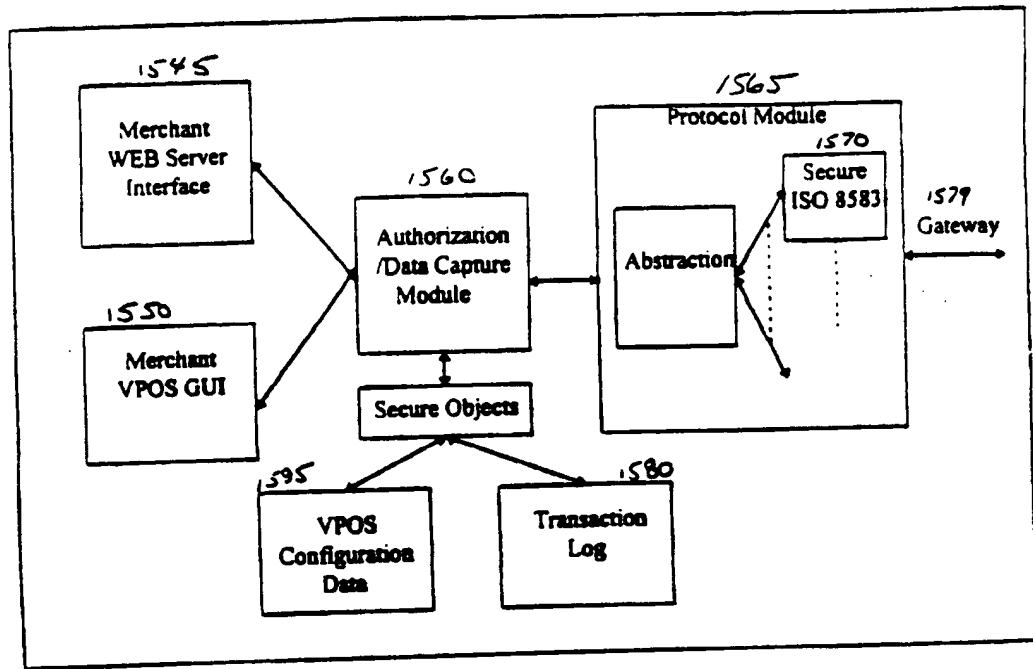 1545
Merchant
WEB Server
Interface
1550
Merchant
VPOS GUI
1560
Authorization
/Data Capture
Module
Secure Objects
1595
VPOS
Configuration
Data
1580
Transaction
Log
1565
Protocol Module
Abstraction
1570
Secure
ISO 8583
1579
Gateway